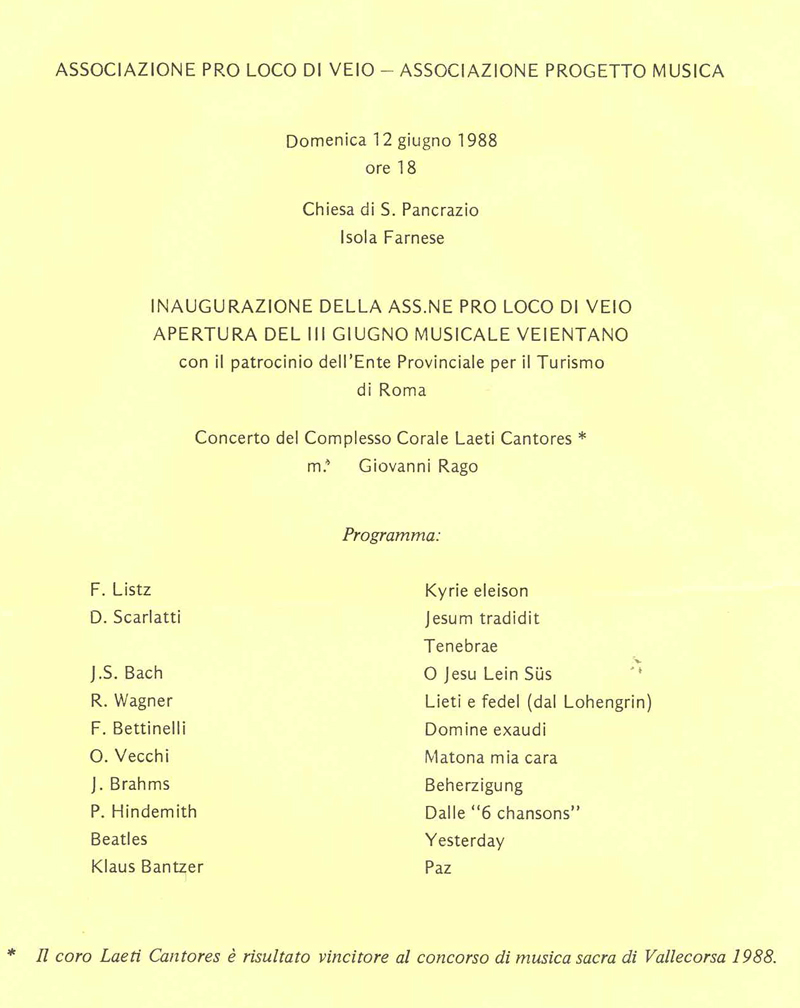 ASSOCIAZIONE PRO LOCO DI VEIO – ASSOCIAZIONE PROGETTO MUSICA
Domenica 12 giugno 1988
ore 18
Chiesa di S. Pancrazio
Isola Farnese
INAUGURAZIONE DELLA ASS.NE PRO LOCO DI VEIO
APERTURA DEL III GIUGNO MUSICALE VEIENTANO
con il patrocinio dell'Ente Provinciale per il Turismo
di Roma
Concerto del Complesso Corale Laeti Cantores *
m.° Giovanni Rago
Programma:
F. Listz Kyrie eleison
D. Scarlatti Jesum tradidit
Tenebrae
J.S. Bach O Jesu Lein Süs
R. Wagner Lieti e fedel (dal Lohengrin)
F. Bettinelli Domine exaudi
O. Vecchi Matona mia cara
J. Brahms Beherzigung
P. Hindemith Dalle "6 chansons"
Beatles Yesterday
Klaus Bantzer Paz
* Il coro Laeti Cantores è risultato vincitore al concorso di musica sacra di Vallecorsa 1988.